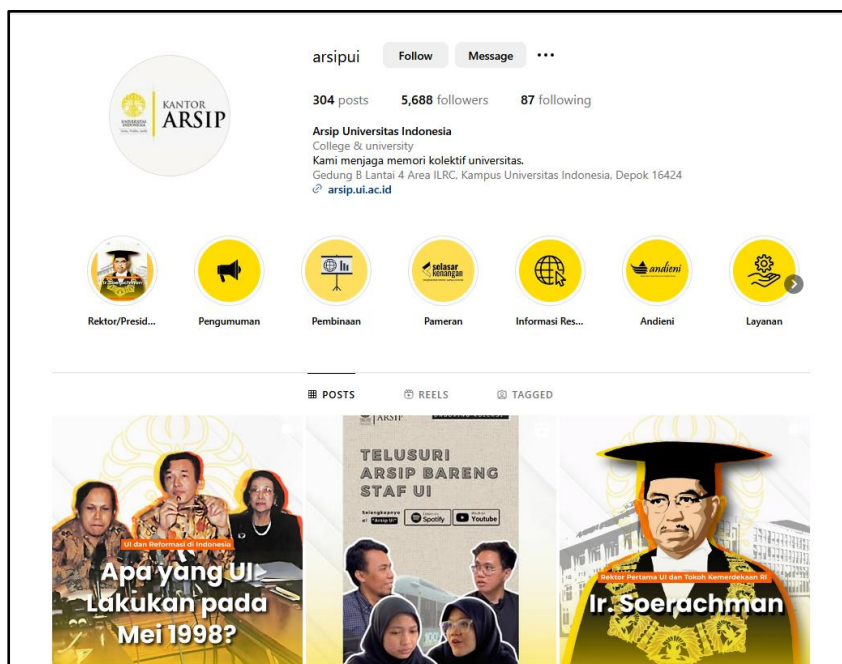 arsipui Follow Message
304 posts 5,688 followers 87 following
Arsip Universitas Indonesia
College & university
Kami menjaga memori kolektif universitas.
Gedung B Lantai 4 Area ILRC, Kampus Universitas Indonesia, Depok 16424
arsip.ui.ac.id
UNIVERSITAS
INDONESIA
KANTOR
ARSIP
selasar
kenangan
andieni
Rektor/Presid... Pengumuman Pembinaan Pameran Informasi Res... Andieni Layanan
POSTS REELS TAGGED
UI dan Reformasi di Indonesia
Apa yang UI
Lakukan pada
Mei 1998?
ARSIP
TELUSURI
ARSIP BARENG
STAF UI
Selengkapnya
di "Arsip UI" Spotify Youtube
Rektor Pertama UI dan Tokoh Kemerdekaan RI
Ir. Soerachman